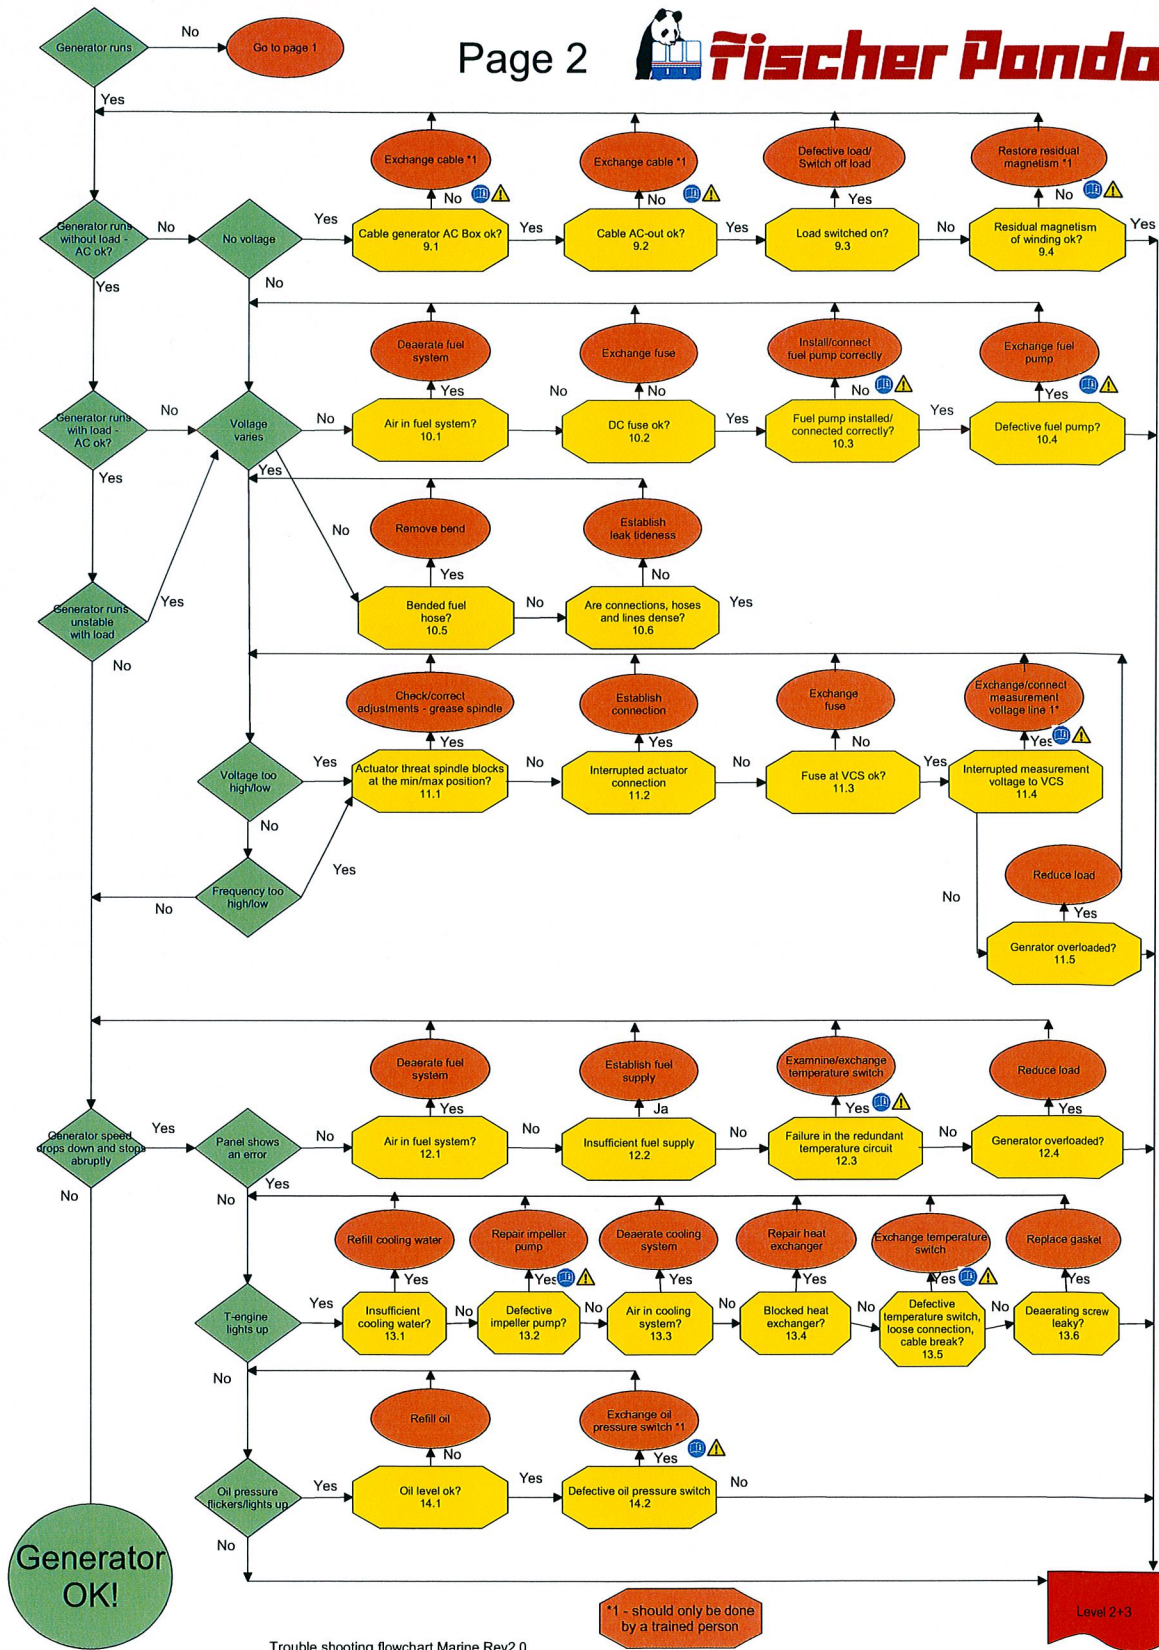 Page 2
Fischer Panda
Generator runs
No
Go to page 1
Yes
Exchange cable *1
Exchange cable *1
Defective load/
Switch off load
Restore residual
magnetism *1
No
No
Yes
No
Generator runs
without load -
AC ok?
No
No voltage
Yes
Cable generator AC Box ok?
9.1
Yes
Cable AC-out ok?
9.2
Yes
Load switched on?
9.3
No
Residual magnetism
of winding ok?
9.4
Yes
Yes
No
Deaerate fuel
system
Exchange fuse
Install/connect
fuel pump correctly
Exchange fuel
pump
Yes
No
No
No
Yes
Generator runs
with load -
AC ok?
No
Voltage
varies
No
Air in fuel system?
10.1
DC fuse ok?
10.2
Yes
Fuel pump installed/
connected correctly?
10.3
Yes
Defective fuel pump?
10.4
Yes
Yes
Remove bend
Establish
leak tideness
No
Yes
No
Generator runs
unstable
with load
Yes
Bended fuel
hose?
10.5
No
Are connections, hoses
and lines dense?
10.6
Yes
No
Check/correct
adjustments - grease spindle
Establish
connection
Exchange
fuse
Exchange/connect
measurement
voltage line 1*
Yes
Yes
No
Yes
Voltage too
high/low
Yes
Actuator threat spindle blocks
at the min/max position?
11.1
No
Interrupted actuator
connection
11.2
No
Fuse at VCS ok?
11.3
Yes
Interrupted measurement
voltage to VCS
11.4
No
Frequency too
high/low
Yes
No
Reduce load
No
Yes
Genrator overloaded?
11.5
Deaerate fuel
system
Establish fuel
supply
Examnine/exchange
temperature switch
Reduce load
Yes
Ja
Yes
Yes
Generator speed
drops down and stops
abruptly
Yes
Panel shows
an error
No
Air in fuel system?
12.1
No
Insufficient fuel supply
12.2
No
Failure in the redundant
temperature circuit
12.3
No
Generator overloaded?
12.4
No
No
Yes
Refill cooling water
Repair impeller
pump
Deaerate cooling
system
Repair heat
exchanger
Exchange temperature
switch
Replace gasket
Yes
Yes
Yes
Yes
Yes
Yes
T-engine
lights up
Yes
Insufficient
cooling water?
13.1
No
Defective
impeller pump?
13.2
No
Air in cooling
system?
13.3
No
Blocked heat
exchanger?
13.4
No
Defective
temperature switch,
loose connection,
cable break?
13.5
No
Deaerating screw
leaky?
13.6
No
Refill oil
Exchange oil
pressure switch *1
No
Yes
Oil pressure
flickers/lights up
Yes
Oil level ok?
14.1
Yes
Defective oil pressure switch
14.2
No
No
Generator
OK!
*1 - should only be done
by a trained person
Level 2+3
Trouble shooting flowchart Marine Rev2.0